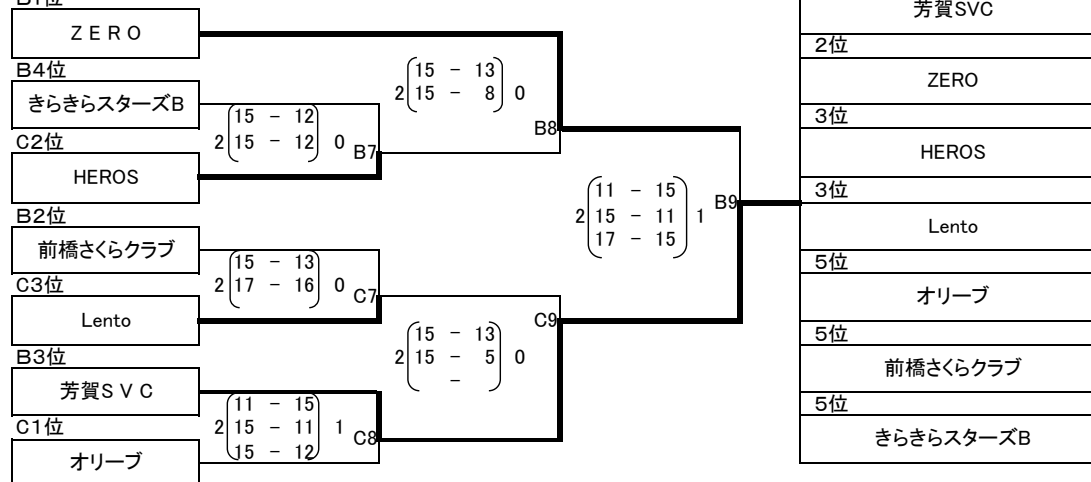 B1位
ＺＥＲＯ
B4位
きらきらスターズB
C2位
HEROS
B2位
前橋さくらクラブ
C3位
Lento
B3位
芳賀ＳＶＣ
C1位
オリーブ
2 15 － 12 0
15 － 12
B7
2 15 － 13 0
17 － 16
C7
2 11 － 15 1
15 － 11
15 － 12
C8
2 15 － 13 0
15 － 8
B8
2 15 － 13 0
15 － 5
－
C9
2 11 － 15 1
15 － 11
17 － 15
B9
芳賀SVC
2位
ZERO
3位
HEROS
3位
Lento
5位
オリーブ
5位
前橋さくらクラブ
5位
きらきらスターズB